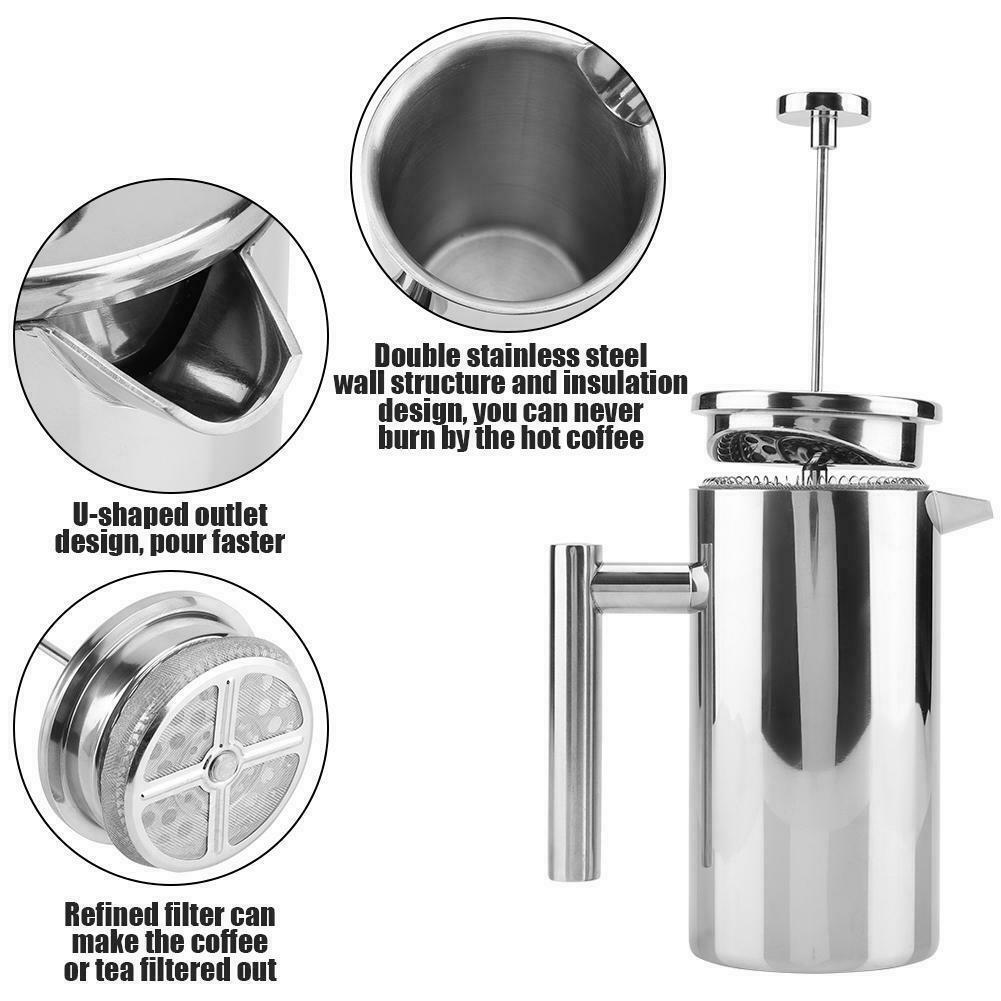 Double stainless steel
wall structure and insulation
design, you can never
burn by the hot coffee
U-shaped outlet
design, pour faster
Refined filter can
make the coffee
or tea filtered out